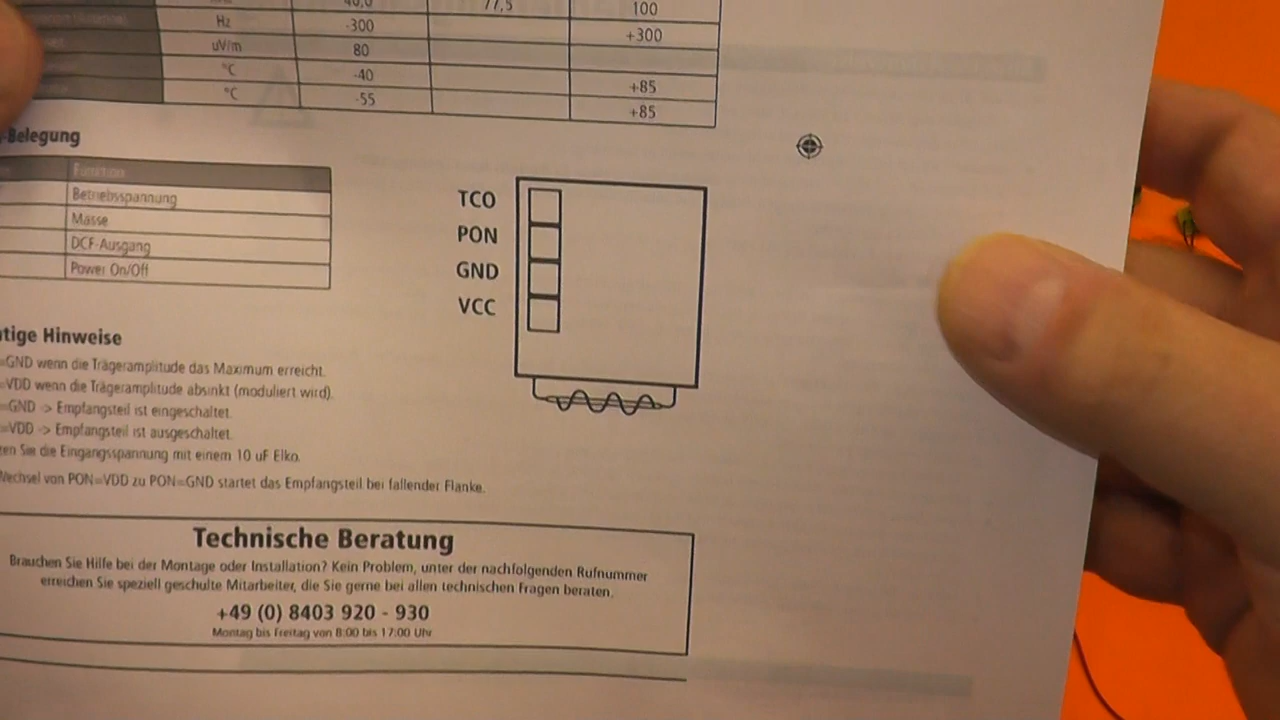 77,5 100
Hz -300 +300
uV/m 80
°C -40 +85
°C -55 +85
-Belegung
Funktion
Betriebsspannung
Masse
DCF-Ausgang
Power On/Off
TCO
PON
GND
VCC
tige Hinweise
=GND wenn die Trägeramplitude das Maximum erreicht.
=VDD wenn die Trägeramplitude absinkt (moduliert wird).
=GND -> Empfangsteil ist eingeschaltet.
=VDD -> Empfangsteil ist ausgeschaltet.
zen Sie die Eingangsspannung mit einem 10 uF Elko.
Wechsel von PON=VDD zu PON=GND startet das Empfangsteil bei fallender Flanke.
Technische Beratung
Brauchen Sie Hilfe bei der Montage oder Installation? Kein Problem, unter der nachfolgenden Rufnummer
erreichen Sie speziell geschulte Mitarbeiter, die Sie gerne bei allen technischen Fragen beraten.
+49 (0) 8403 920 - 930
Montag bis Freitag von 8:00 bis 17:00 Uhr